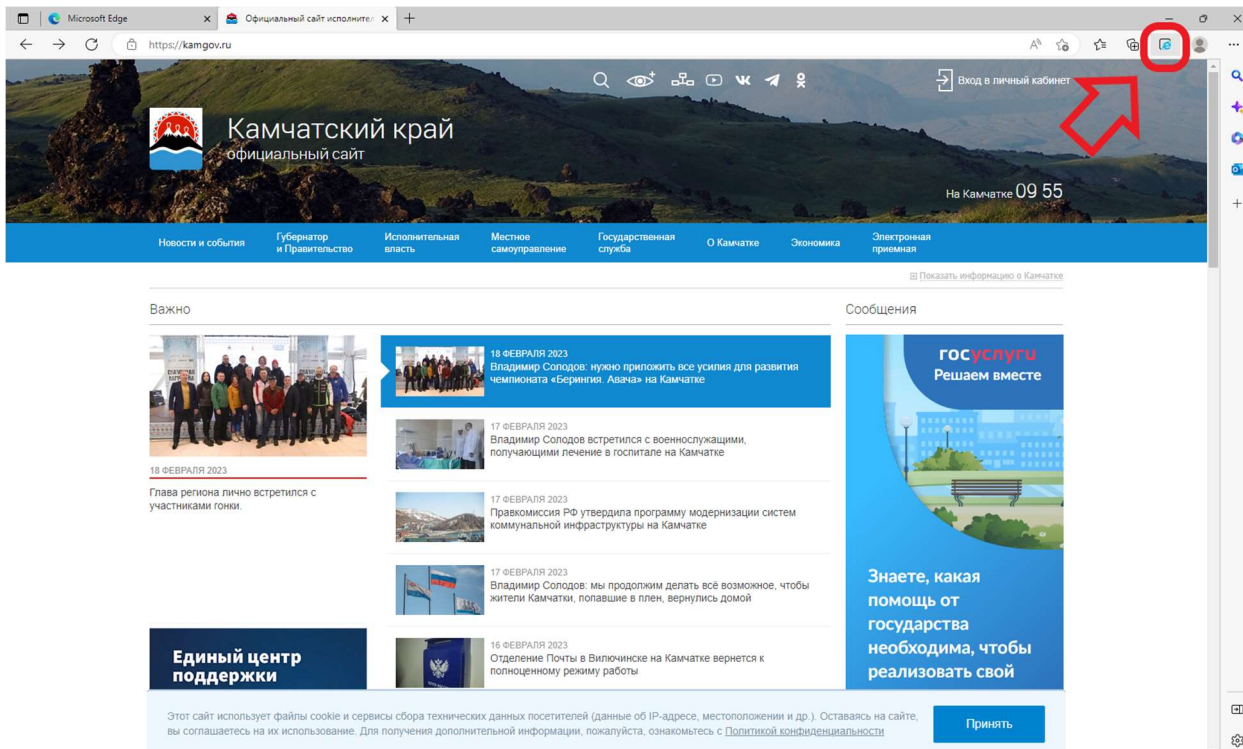 Microsoft Edge
Официальный сайт исполнител
https://kamgov.ru
Вход в личный кабинет
Камчатский край
официальный сайт
На Камчатке 09 55
Новости и события
Губернатор
и Правительство
Исполнительная
власть
Местное
самоуправление
Государственная
служба
О Камчатке
Экономика
Электронная
приемная
Показать информацию о Камчатке
Важно
18 ФЕВРАЛЯ 2023
Глава региона лично встретился с
участниками гонки.
Единый центр
поддержки
18 ФЕВРАЛЯ 2023
Владимир Солодов: нужно приложить все усилия для развития
чемпионата «Берингия. Авача» на Камчатке
17 ФЕВРАЛЯ 2023
Владимир Солодов встретился с военнослужащими,
получающими лечение в госпитале на Камчатке
17 ФЕВРАЛЯ 2023
Правкомиссия РФ утвердила программу модернизации систем
коммунальной инфраструктуры на Камчатке
17 ФЕВРАЛЯ 2023
Владимир Солодов: мы продолжим делать всё возможное, чтобы
жители Камчатки, попавшие в плен, вернулись домой
16 ФЕВРАЛЯ 2023
Отделение Почты в Вилючинске на Камчатке вернется к
полноценному режиму работы
Сообщения
госуслуги
Решаем вместе
Знаете, какая
помощь от
государства
необходима, чтобы
реализовать свой
Этот сайт использует файлы cookie и сервисы сбора технических данных посетителей (данные об IP-адресе, местоположении и др.). Оставаясь на сайте,
вы соглашаетесь на их использование. Для получения дополнительной информации, пожалуйста, ознакомьтесь с Политикой конфиденциальности
Принять